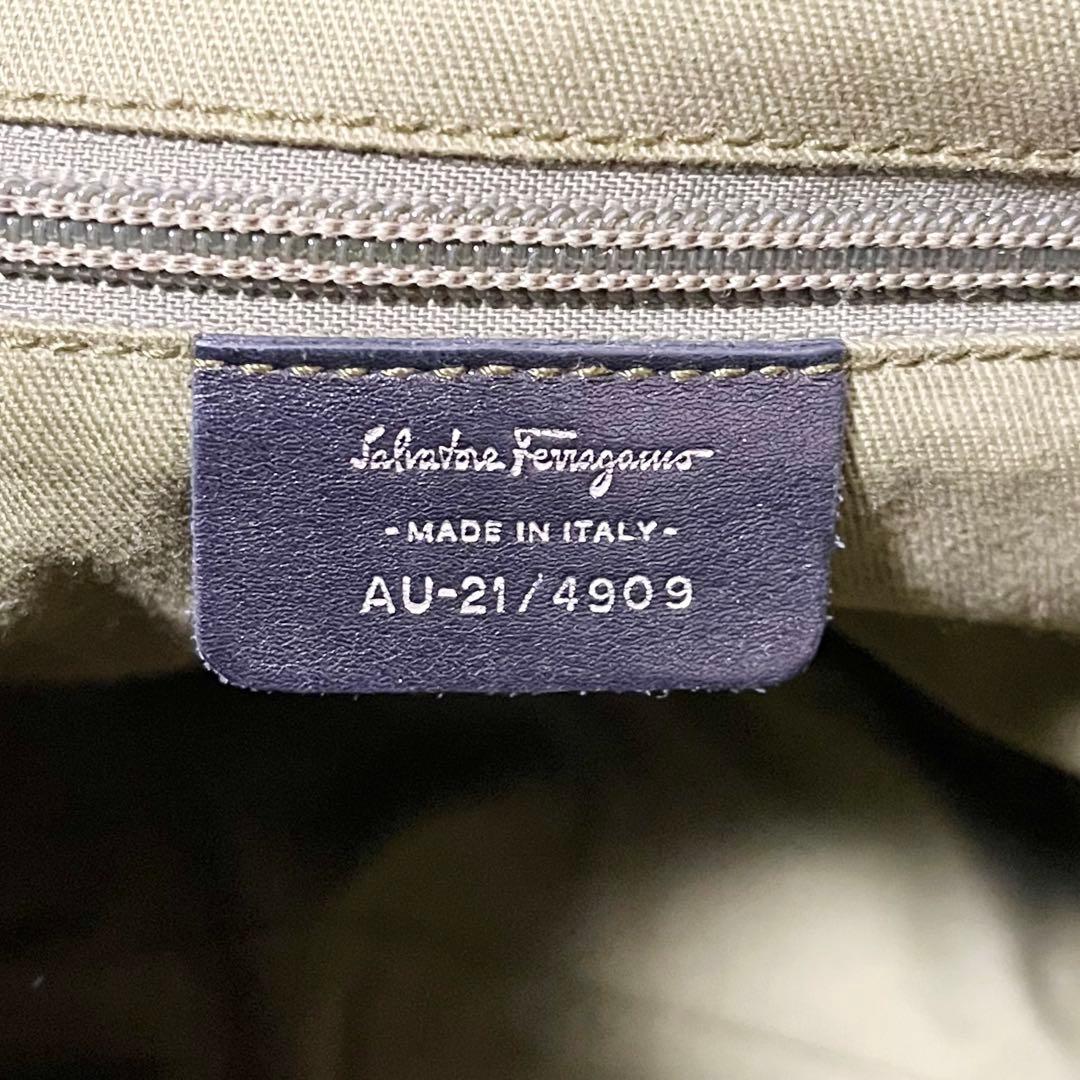 Salvatore Ferragamo
-MADE IN ITALY-
AU-21/4909